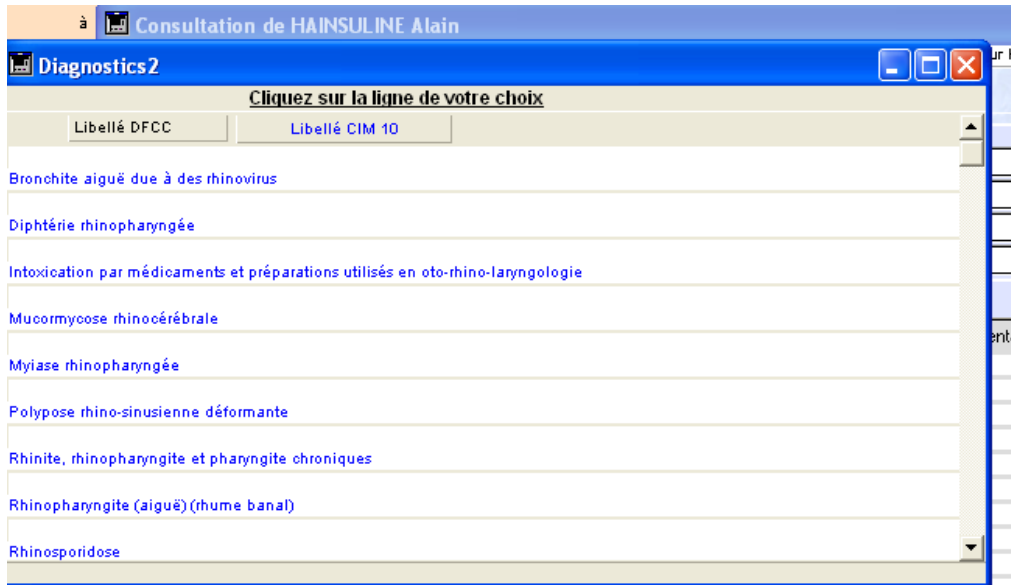 à Consultation de HAINSULINE Alain
Diagnostics2
Cliquez sur la ligne de votre choix
Libellé DFCC Libellé CIM 10
Bronchite aiguë due à des rhinovirus
Diphtérie rhinopharyngée
Intoxication par médicaments et préparations utilisés en oto-rhino-laryngologie
Mucormycose rhinocérébrale
Myiase rhinopharyngée
Polypose rhino-sinusienne déformante
Rhinite, rhinopharyngite et pharyngite chroniques
Rhinopharyngite (aiguë) (rhume banal)
Rhinosporidose